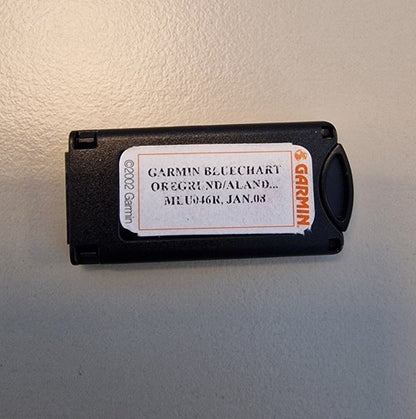 GARMIN BLUECHART
OREGRUND/ALAND...
MEU046R, JAN.08
GARMIN
©2002 Garmin